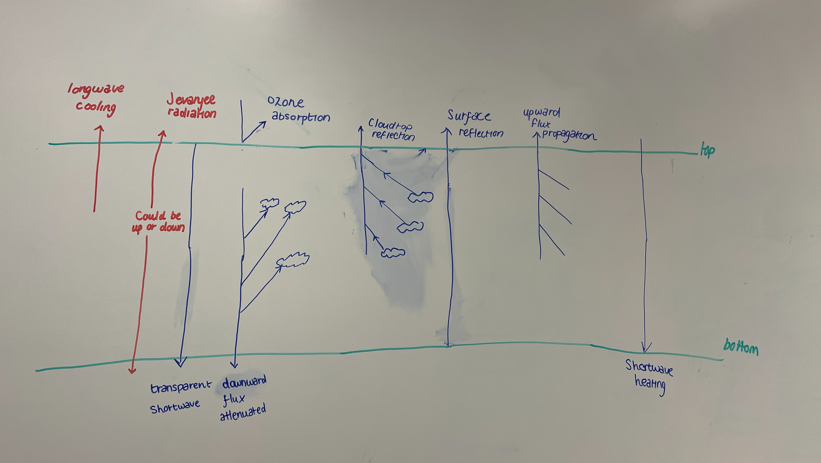 longwave
cooling
Jevanjee
radiation
Ozone
absorption
Cloudtop
reflection
Surface
reflection
upward
flux
propagation
top
Could be
up or down
bottom
transparent
shortwave
downward
flux
attenuated
Shortwave
heating